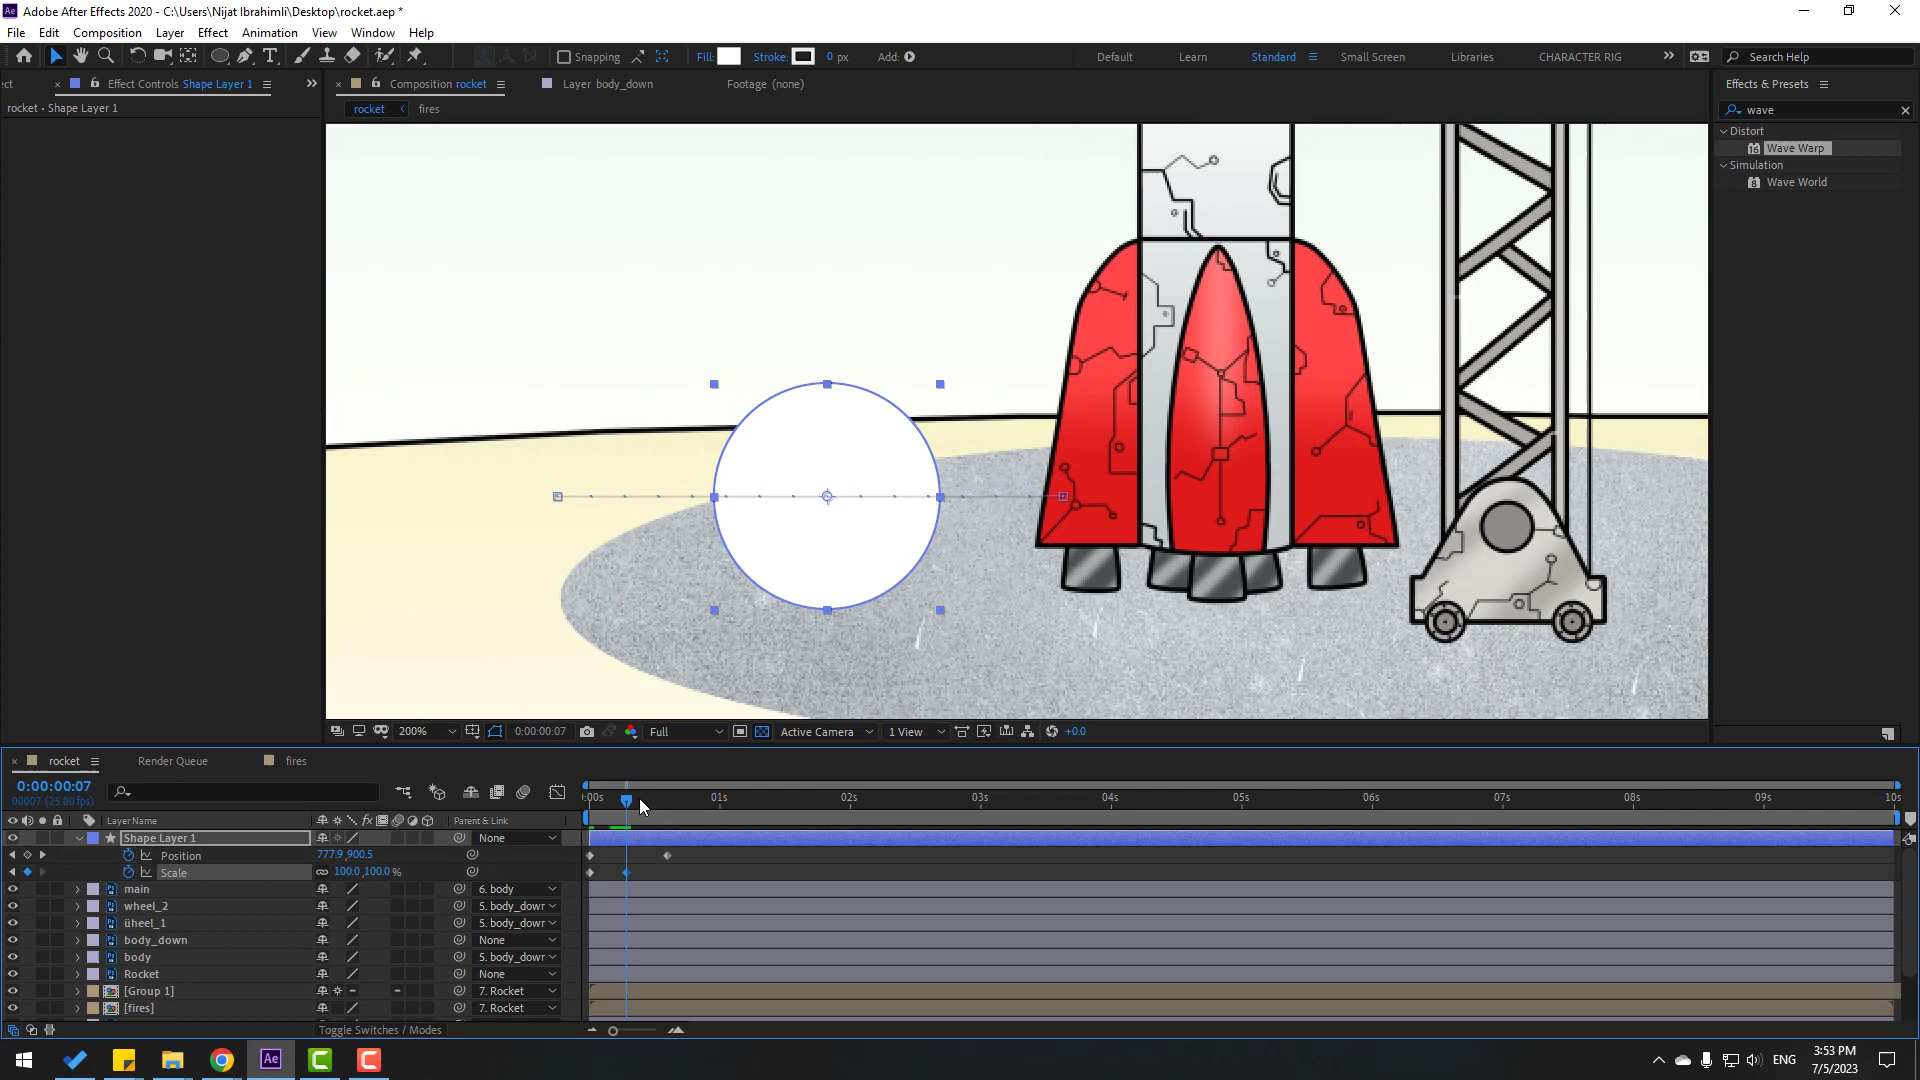 Adobe After Effects 2020 - C:\Users\Nijat Ibrahimli\Desktop\rocket.aep *
File Edit Composition Layer Effect Animation View Window Help
Snapping Fill: Stroke: 0 px Add: Default Learn Standard Small Screen Libraries CHARACTER RIG Search Help
ect Effect Controls Shape Layer 1 Composition rocket Layer body_down Footage (none) Effects & Presets
rocket • Shape Layer 1 rocket fires wave
Distort
Wave Warp
Simulation
Wave World
200% 0:00:00:07 Full Active Camera 1 View +0.0
rocket Render Queue fires
0:00:00:07
00007 (25.00 fps)
:00s 01s 02s 03s 04s 05s 06s 07s 08s 09s 10s
# Layer Name fx Parent & Link
Shape Layer 1 None
Position 777.9,900.5
Scale 100.0,100.0%
main 6. body
wheel_2 5. body_dowr
üheel_1 5. body_dowr
body_down None
body 5. body_dowr
Rocket None
[Group 1] 7. Rocket
[fires] 7. Rocket
Toggle Switches / Modes
Ae ENG 3:53 PM
7/5/2023